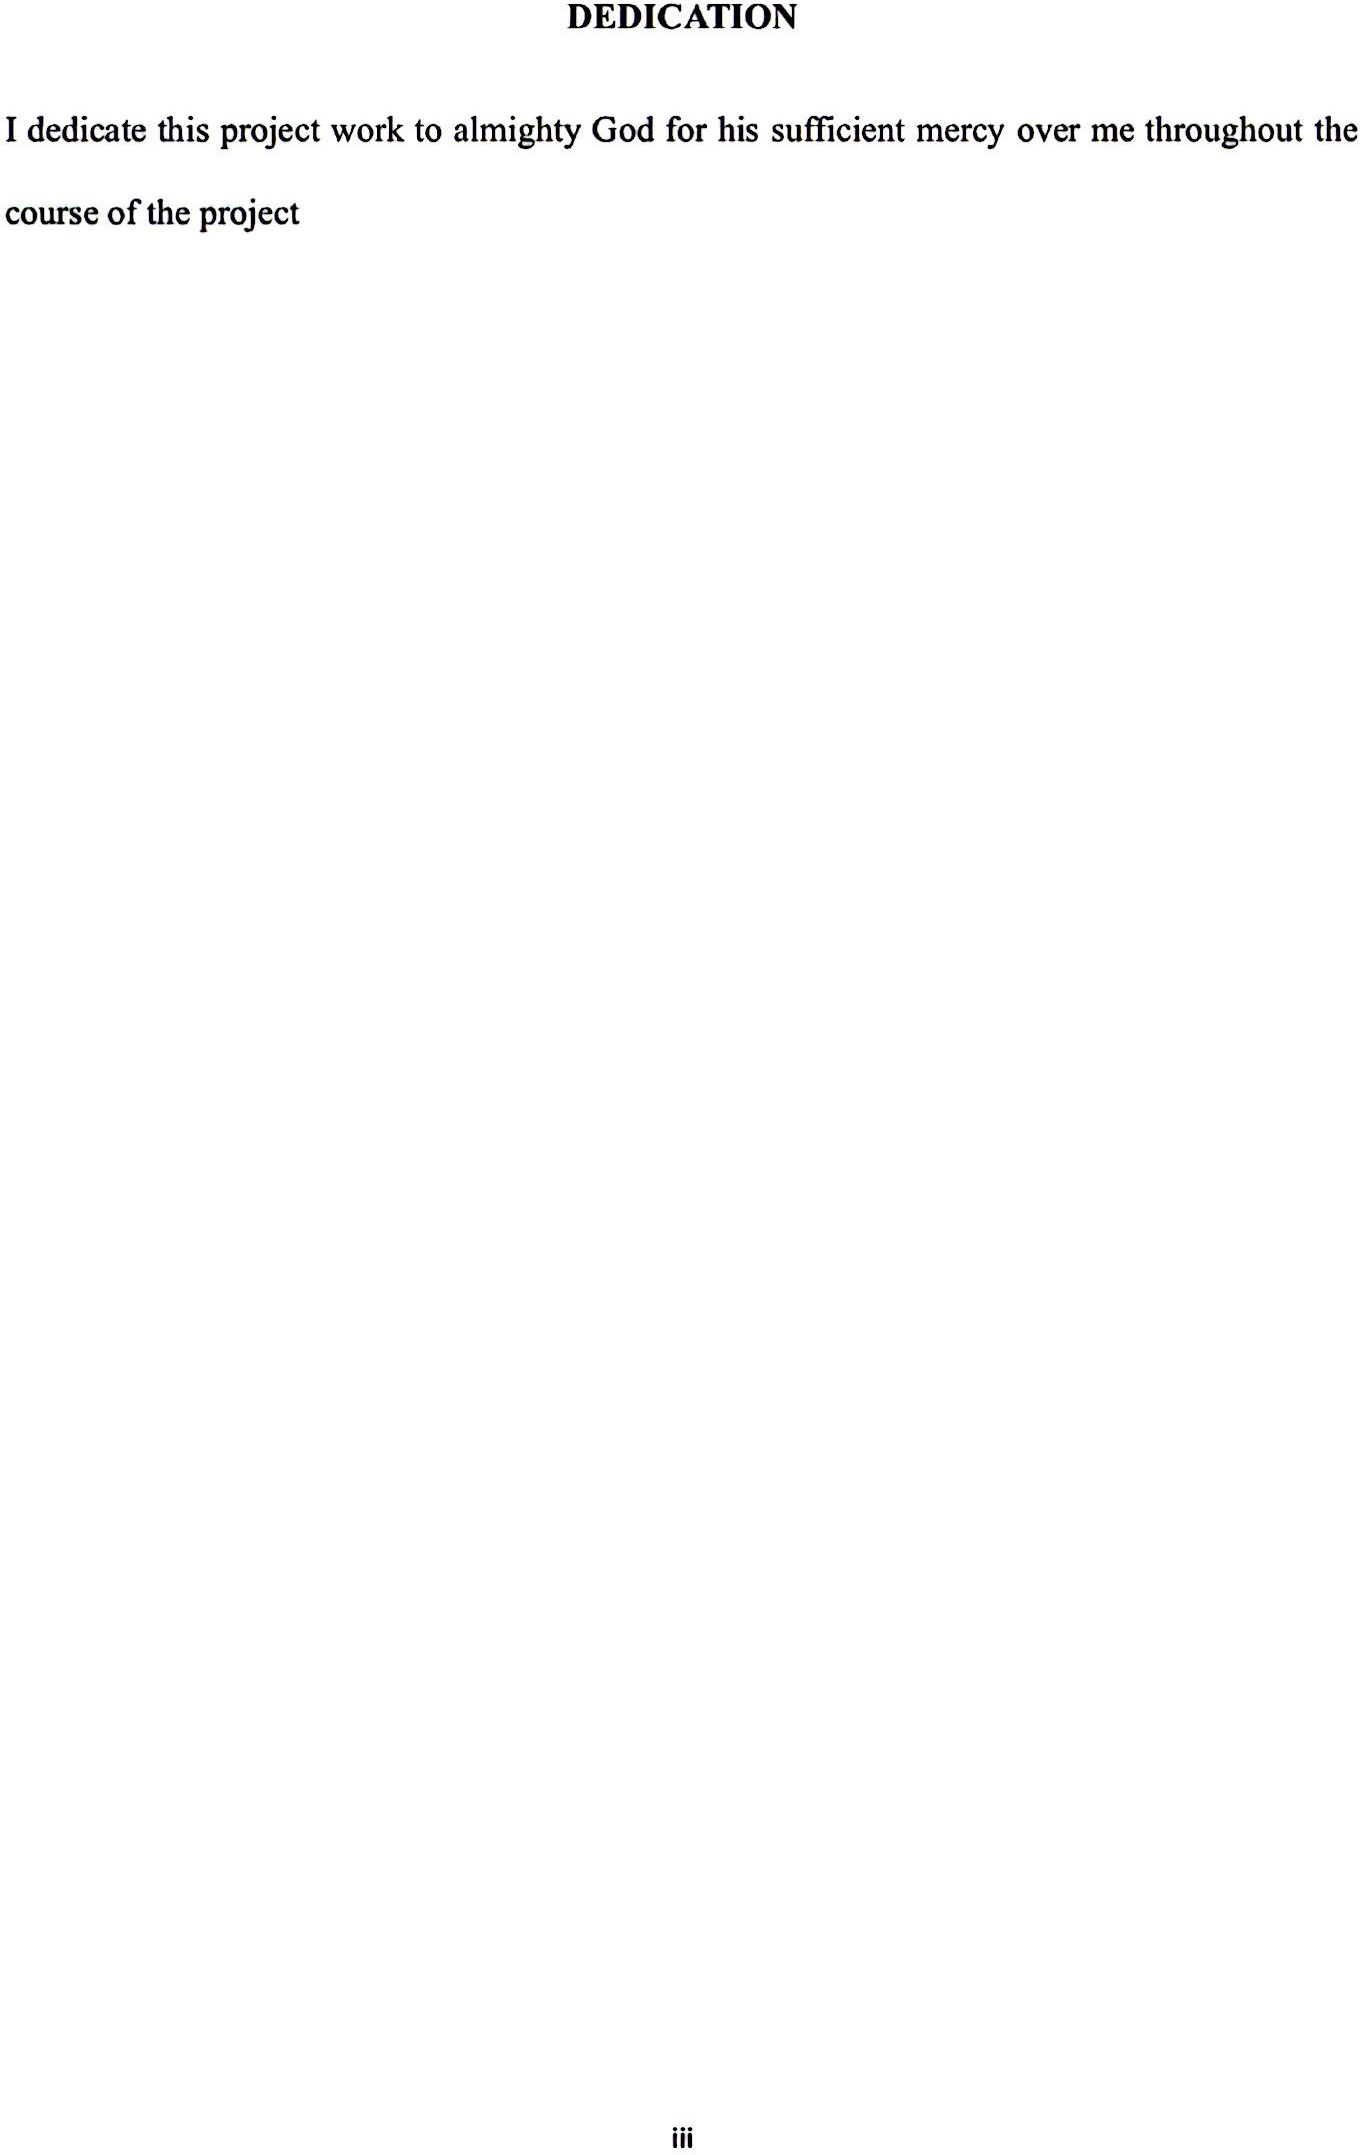 DEDICATION
I dedicate this project work to almighty God for his sufficient mercy over me throughout the
course of the project
iii